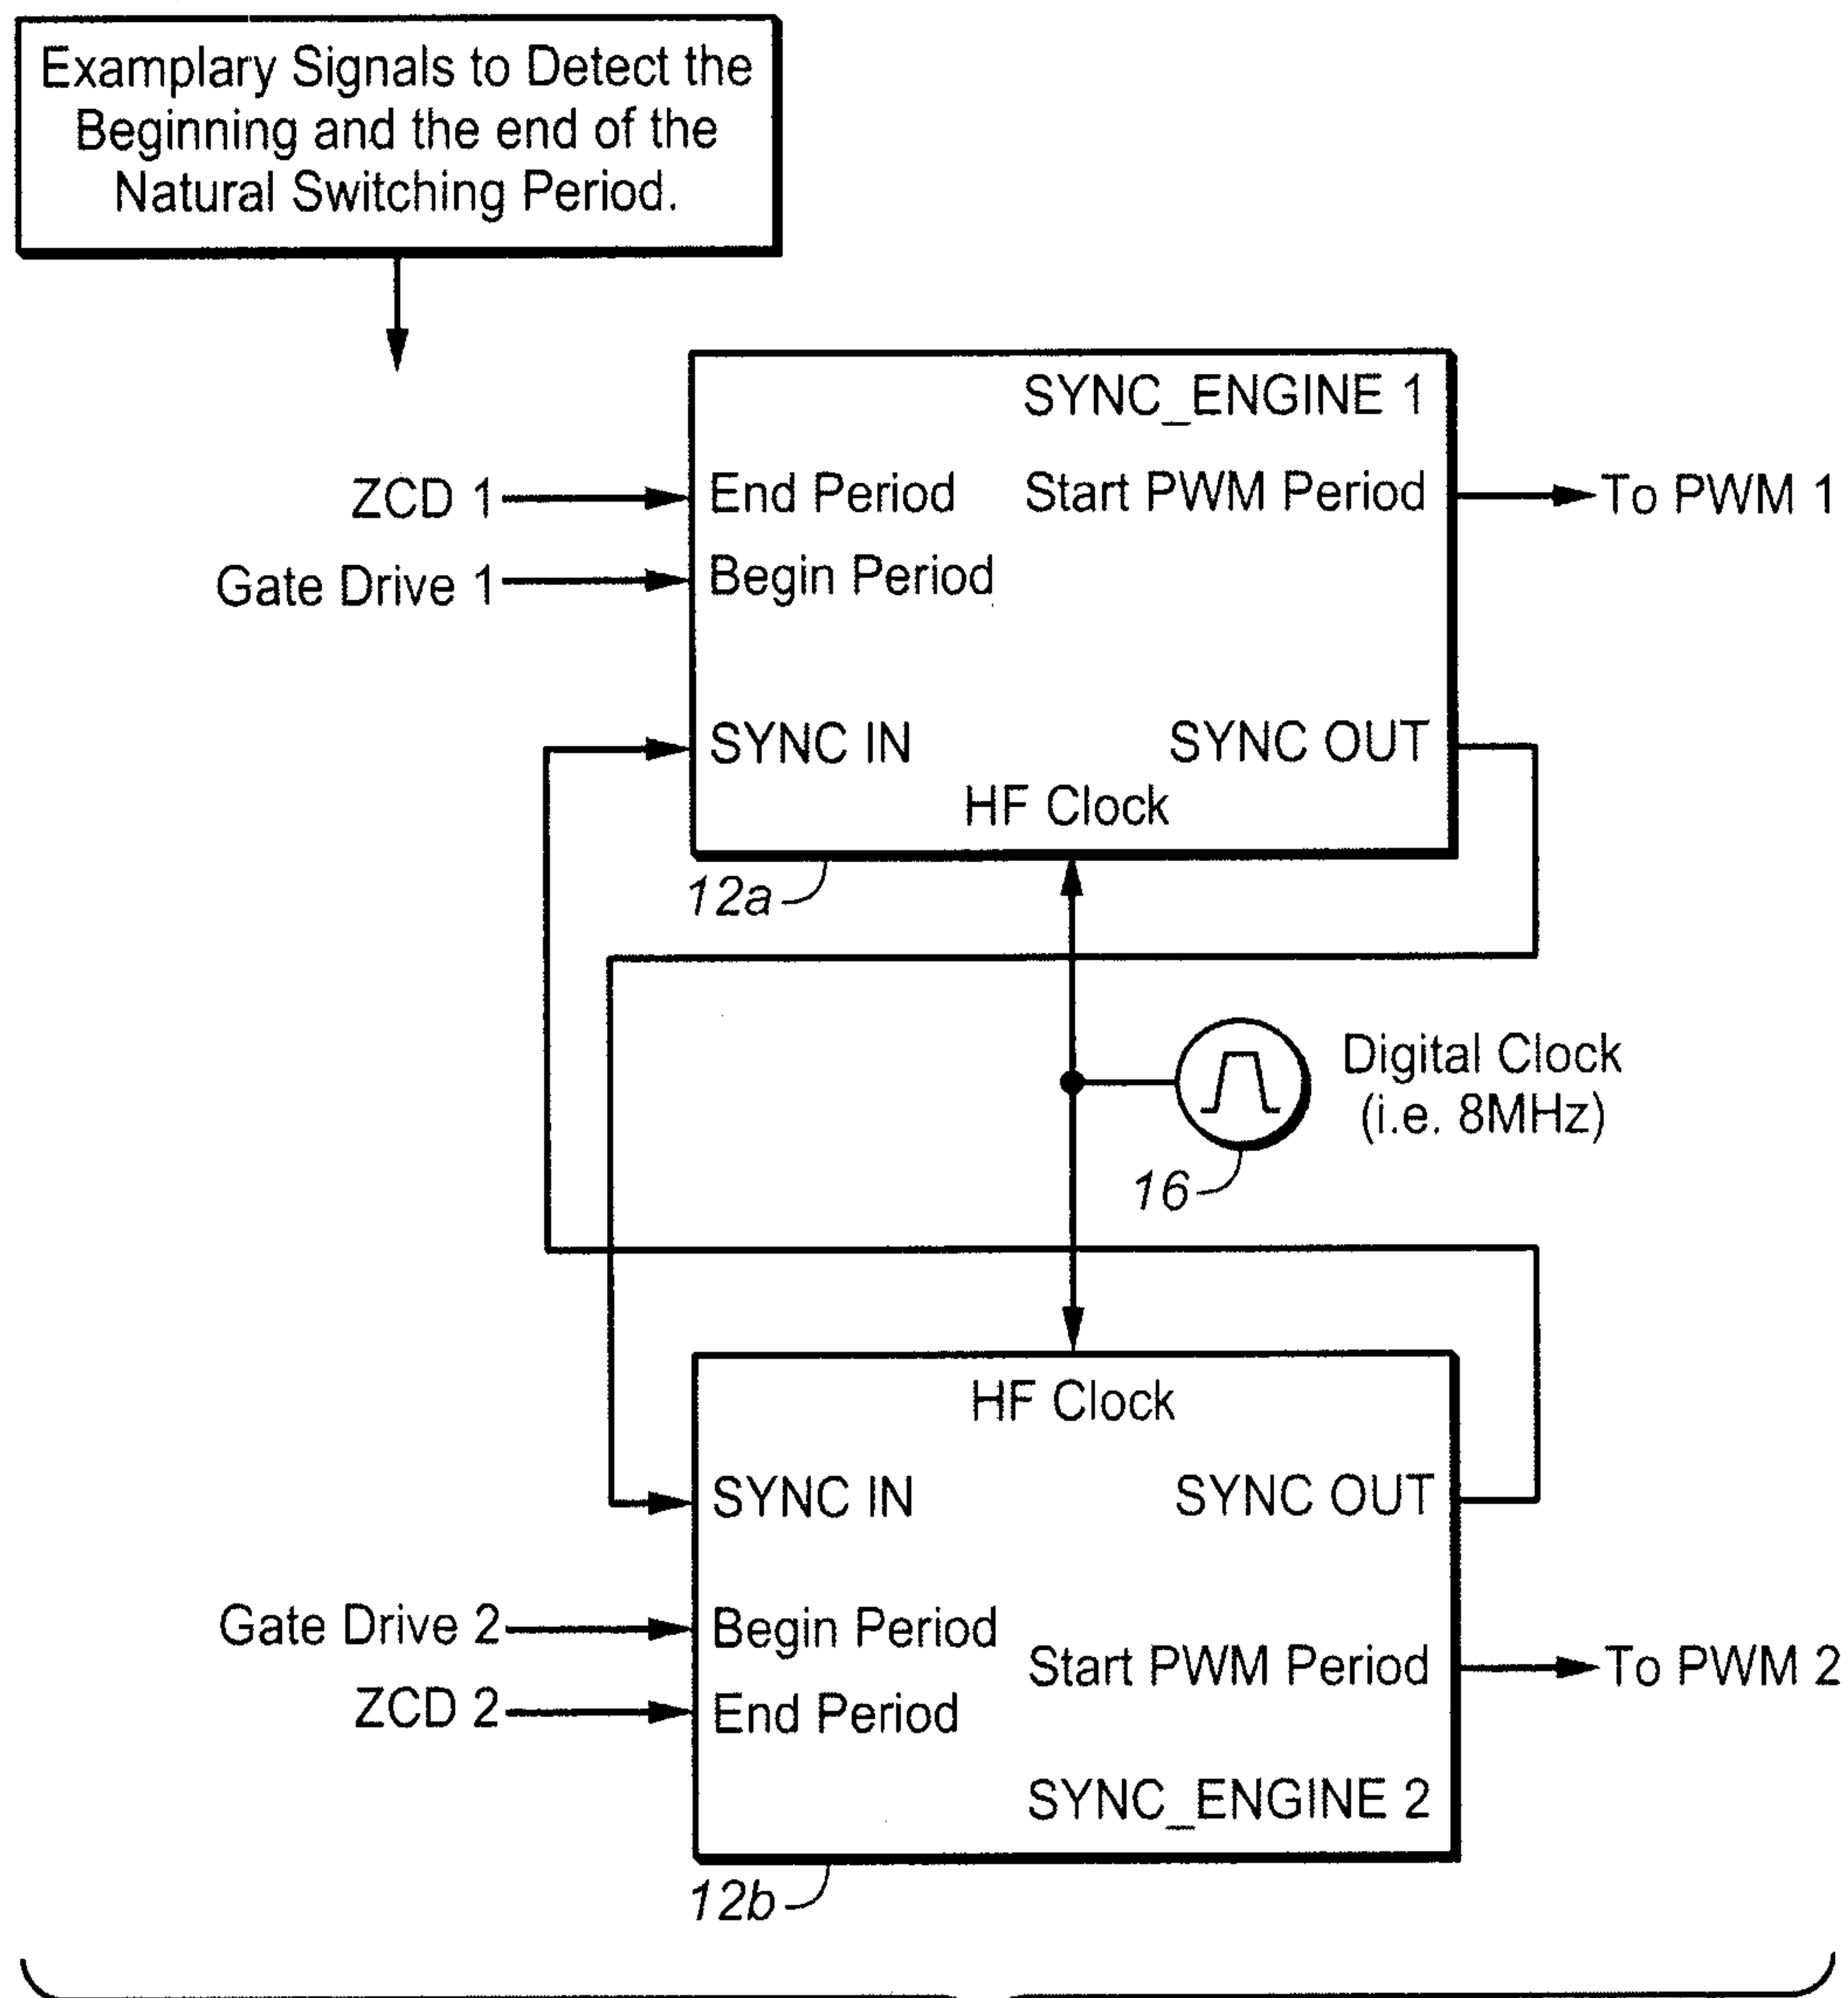 Examplary Signals to Detect the
Beginning and the end of the
Natural Switching Period.
SYNC_ENGINE 1
ZCD 1
End Period
Start PWM Period
To PWM 1
Gate Drive 1
Begin Period
SYNC IN
SYNC OUT
HF Clock
12a
Digital Clock
(i.e. 8MHz)
16
HF Clock
SYNC IN
SYNC OUT
Gate Drive 2
Begin Period
Start PWM Period
To PWM 2
ZCD 2
End Period
SYNC_ENGINE 2
12b